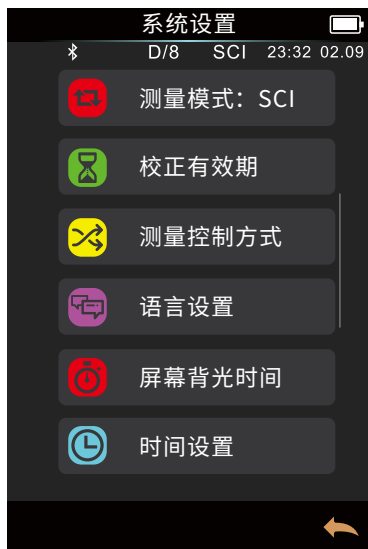 系统设置
D/8 SCI 23:32 02.09
测量模式：SCI
校正有效期
测量控制方式
语言设置
屏幕背光时间
时间设置